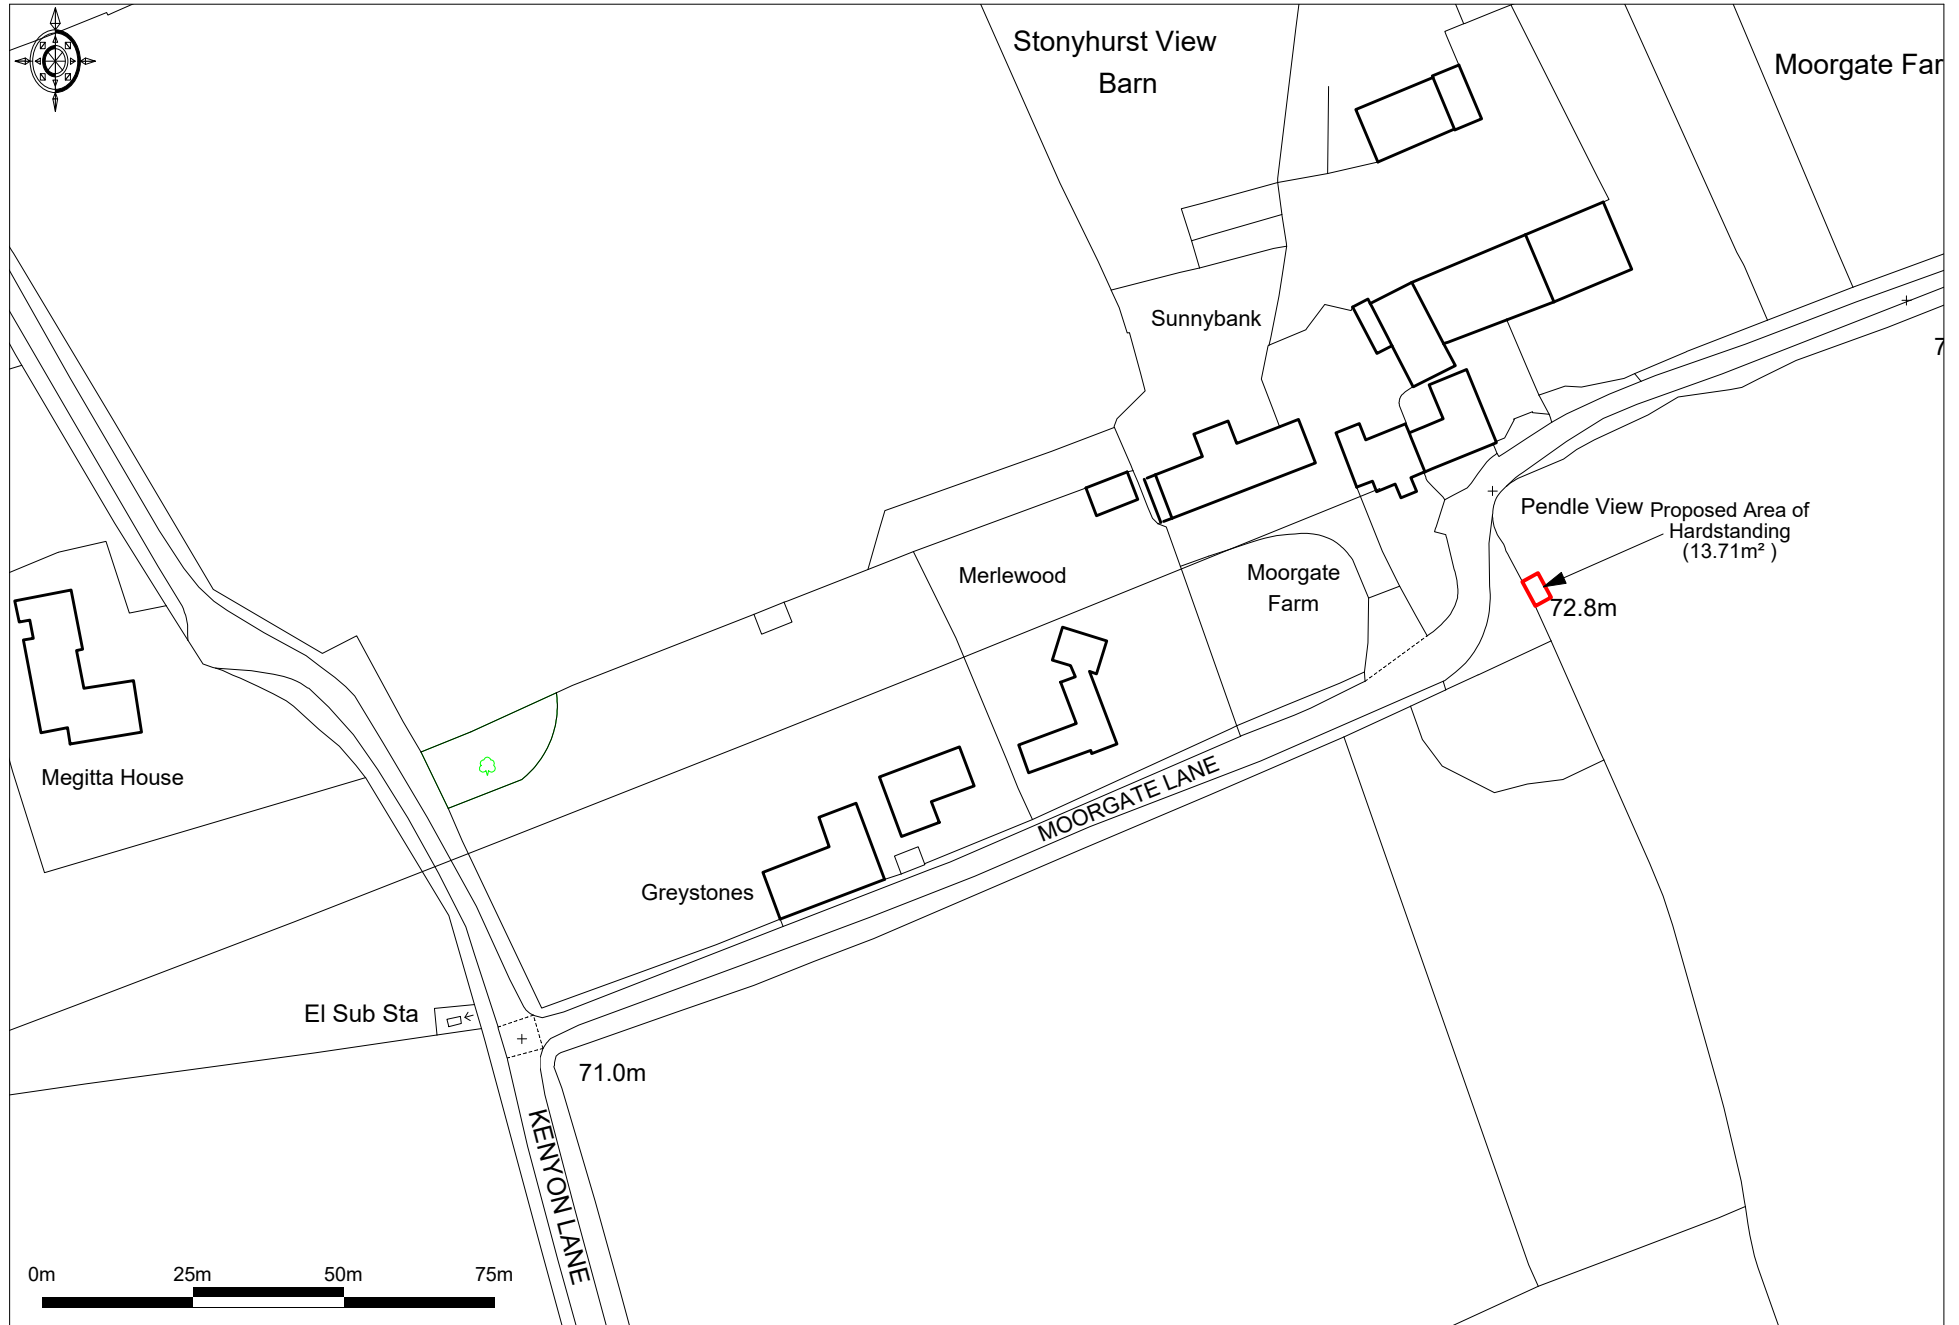 Stonyhurst View
Barn
Moorgate Far
Sunnybank
7
Pendle View
Proposed Area of
Hardstanding
(13.71m² )
Merlewood
Moorgate
Farm
72.8m
Megitta House
MOORGATE LANE
Greystones
El Sub Sta
71.0m
KENYON LANE
0m 25m 50m 75m